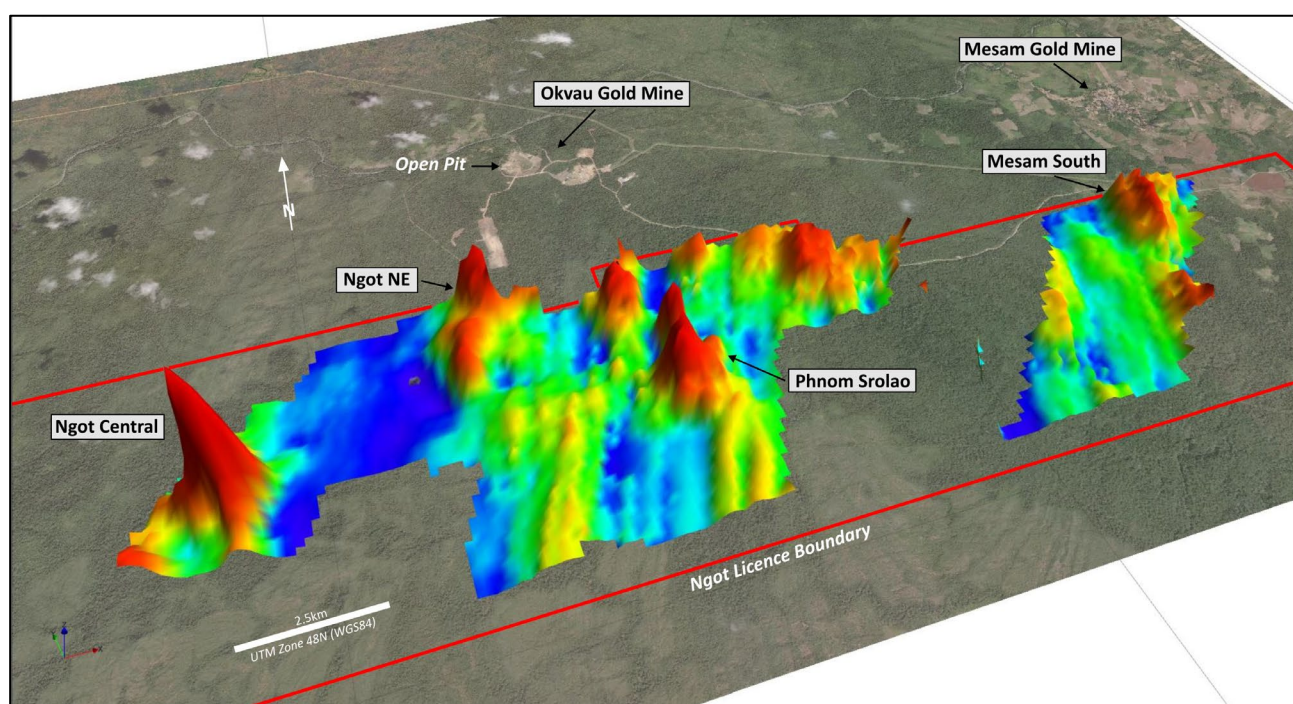 Mesam Gold Mine
Okvau Gold Mine
Open Pit
Mesam South
N
Ngot NE
Phnom Srolao
Ngot Central
Ngot Licence Boundary
2.5km
UTM Zone 48N (WGS84)
Z
X